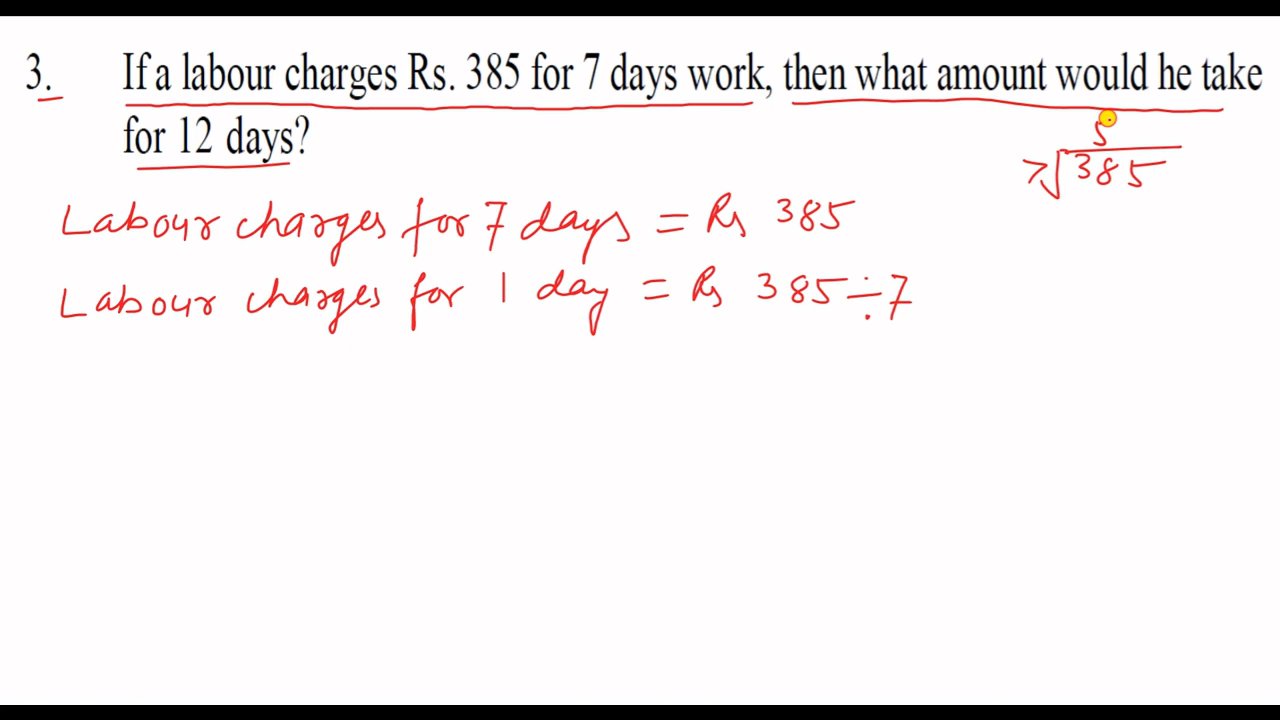 3. If a labour charges Rs. 385 for 7 days work, then what amount would he take
for 12 days?
5
7 385
Labour charges for 7 days = Rs 385
Labour charges for 1 day = Rs 385 ÷ 7